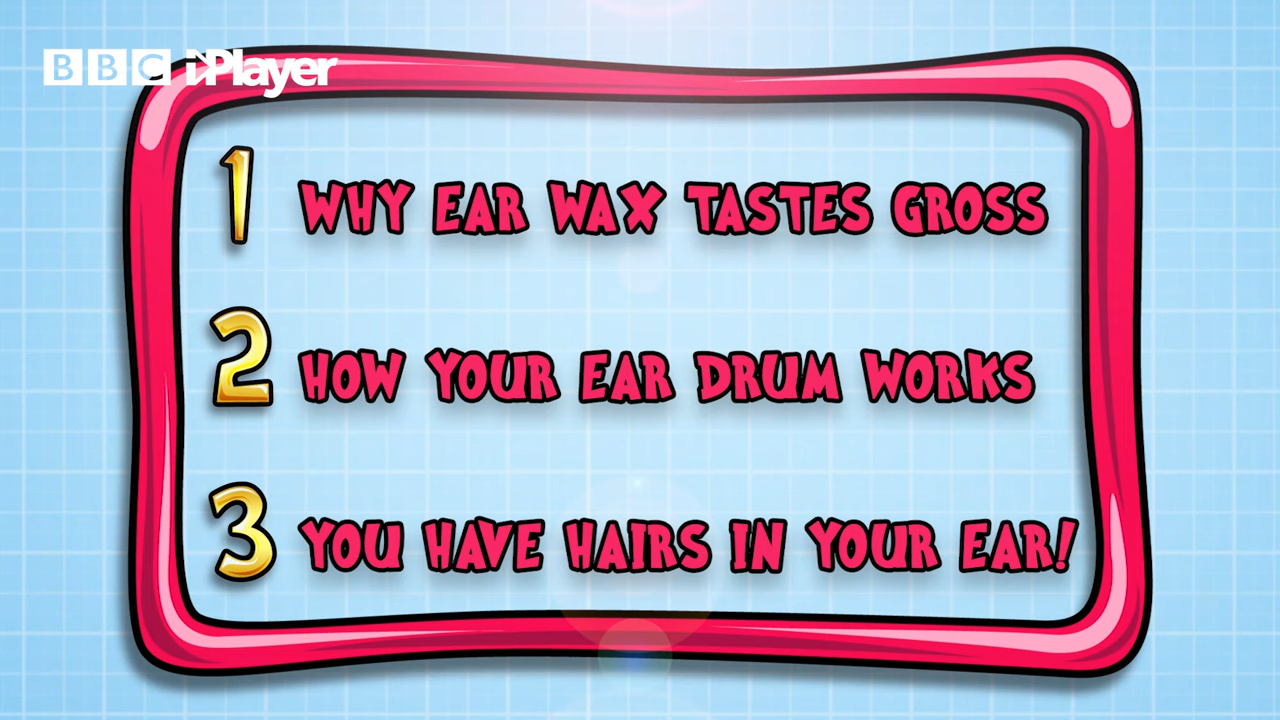 BBC iPlayer
1 WHY EAR WAX TASTES GROSS
2 HOW YOUR EAR DRUM WORKS
3 YOU HAVE HAIRS IN YOUR EAR!